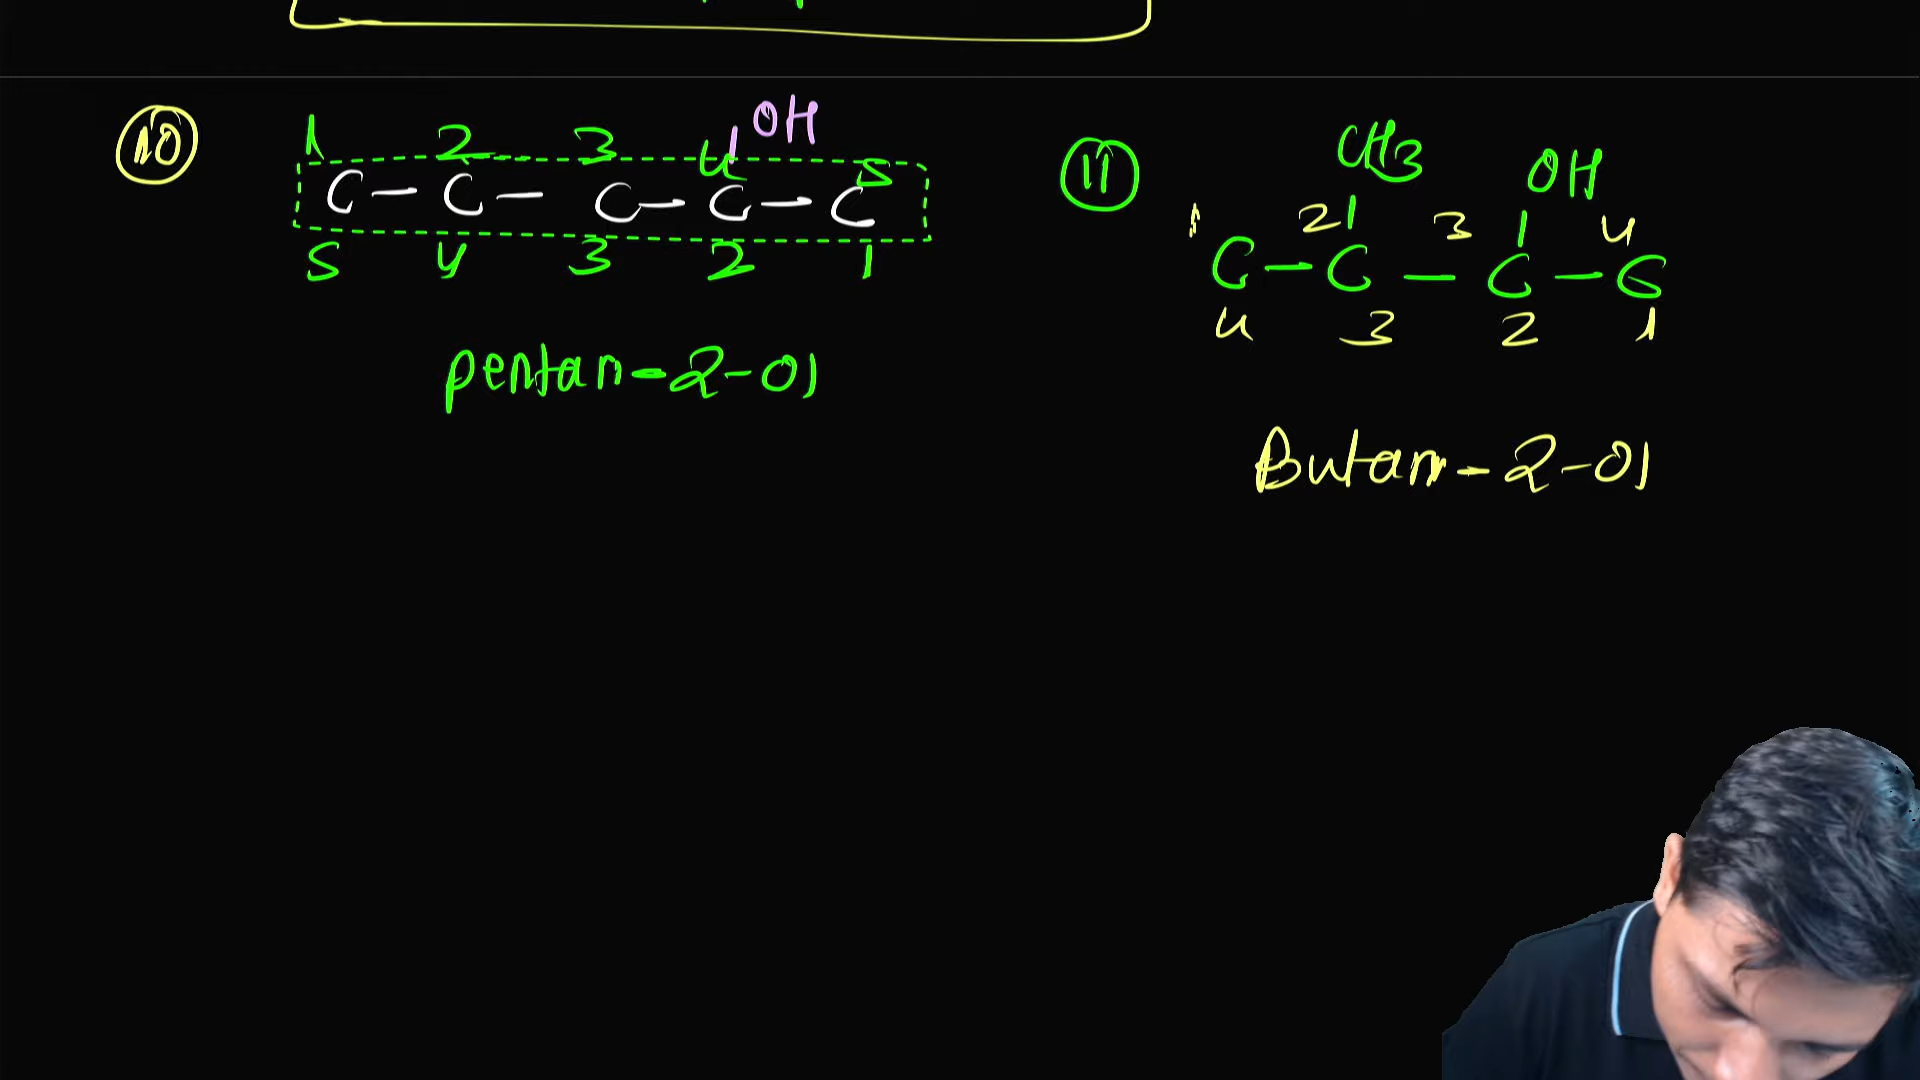 10
1 2 3 4 OH
C - C - C - C - C 5
5 4 3 2 1
pentan-2-ol
11
CH3 OH
1 2 3 4
C - C - C - C
4 3 2 1
Butan-2-ol